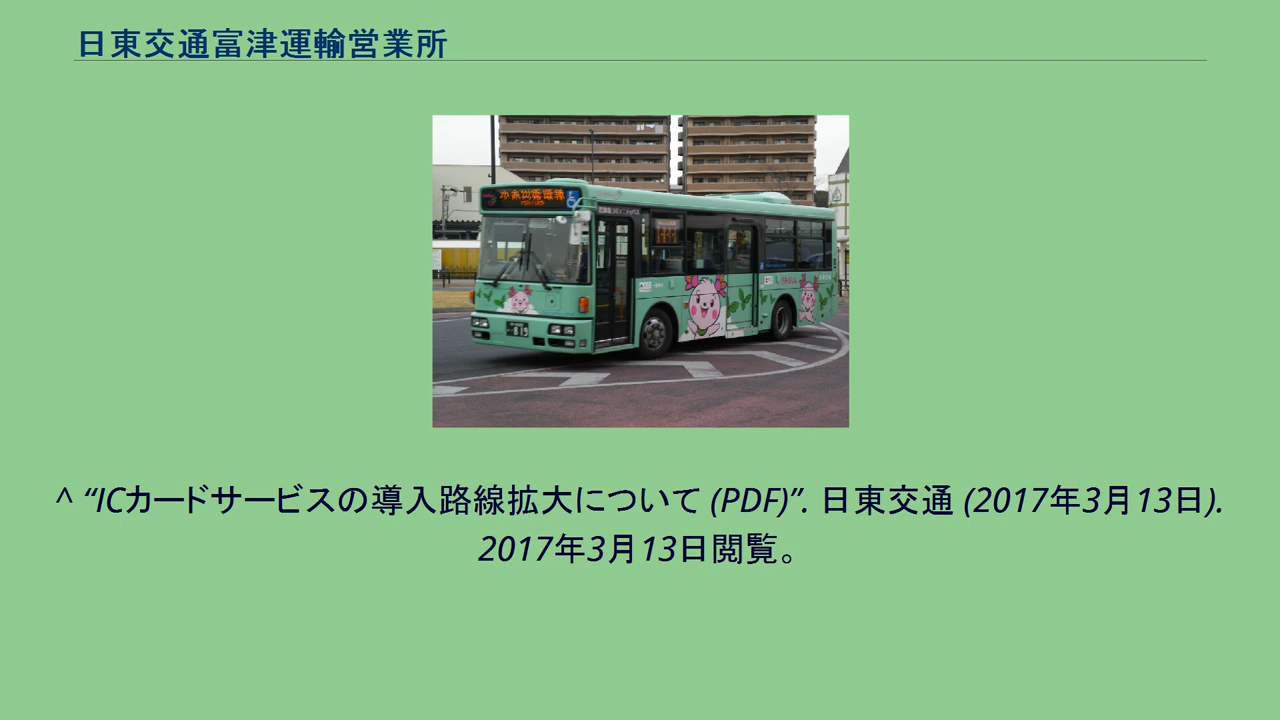 日東交通富津運輸営業所
819
^ “ICカードサービスの導入路線拡大について (PDF)”. 日東交通 (2017年3月13日).
2017年3月13日閲覧。